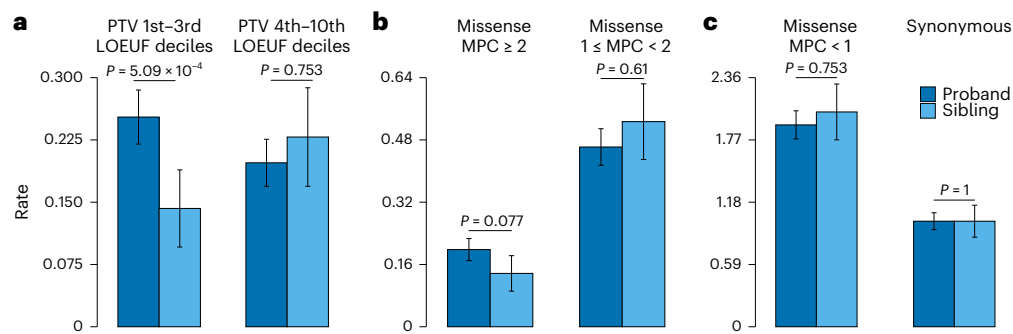 a
PTV 1st–3rd
LOEUF deciles
PTV 4th–10th
LOEUF deciles
P = 5.09 × 10⁻⁴
P = 0.753
0.300
0.225
0.150
0.075
0
Rate
b
Missense
MPC ≥ 2
Missense
1 ≤ MPC < 2
P = 0.61
P = 0.077
0.64
0.48
0.32
0.16
0
c
Missense
MPC < 1
Synonymous
P = 0.753
P = 1
2.36
1.77
1.18
0.59
0
Proband
Sibling